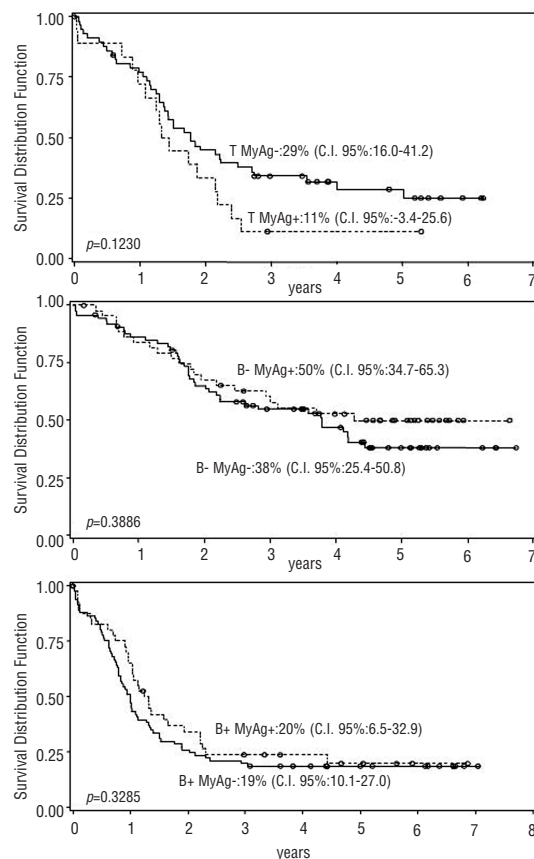 Survival Distribution Function
1.00
0.75
0.50
0.25
0.00
T MyAg-:29% (C.I. 95%:16.0-41.2)
T MyAg+:11% (C.I. 95%:-3.4-25.6)
p=0.1230
0 1 2 3 4 5 6 7
years
Survival Distribution Function
1.00
0.75
0.50
0.25
0.00
B- MyAg+:50% (C.I. 95%:34.7-65.3)
B- MyAg-:38% (C.I. 95%:25.4-50.8)
p=0.3886
0 1 2 3 4 5 6 7
years
Survival Distribution Function
1.00
0.75
0.50
0.25
0.00
B+ MyAg+:20% (C.I. 95%:6.5-32.9)
B+ MyAg-:19% (C.I. 95%:10.1-27.0)
p=0.3285
0 1 2 3 4 5 6 7 8
years